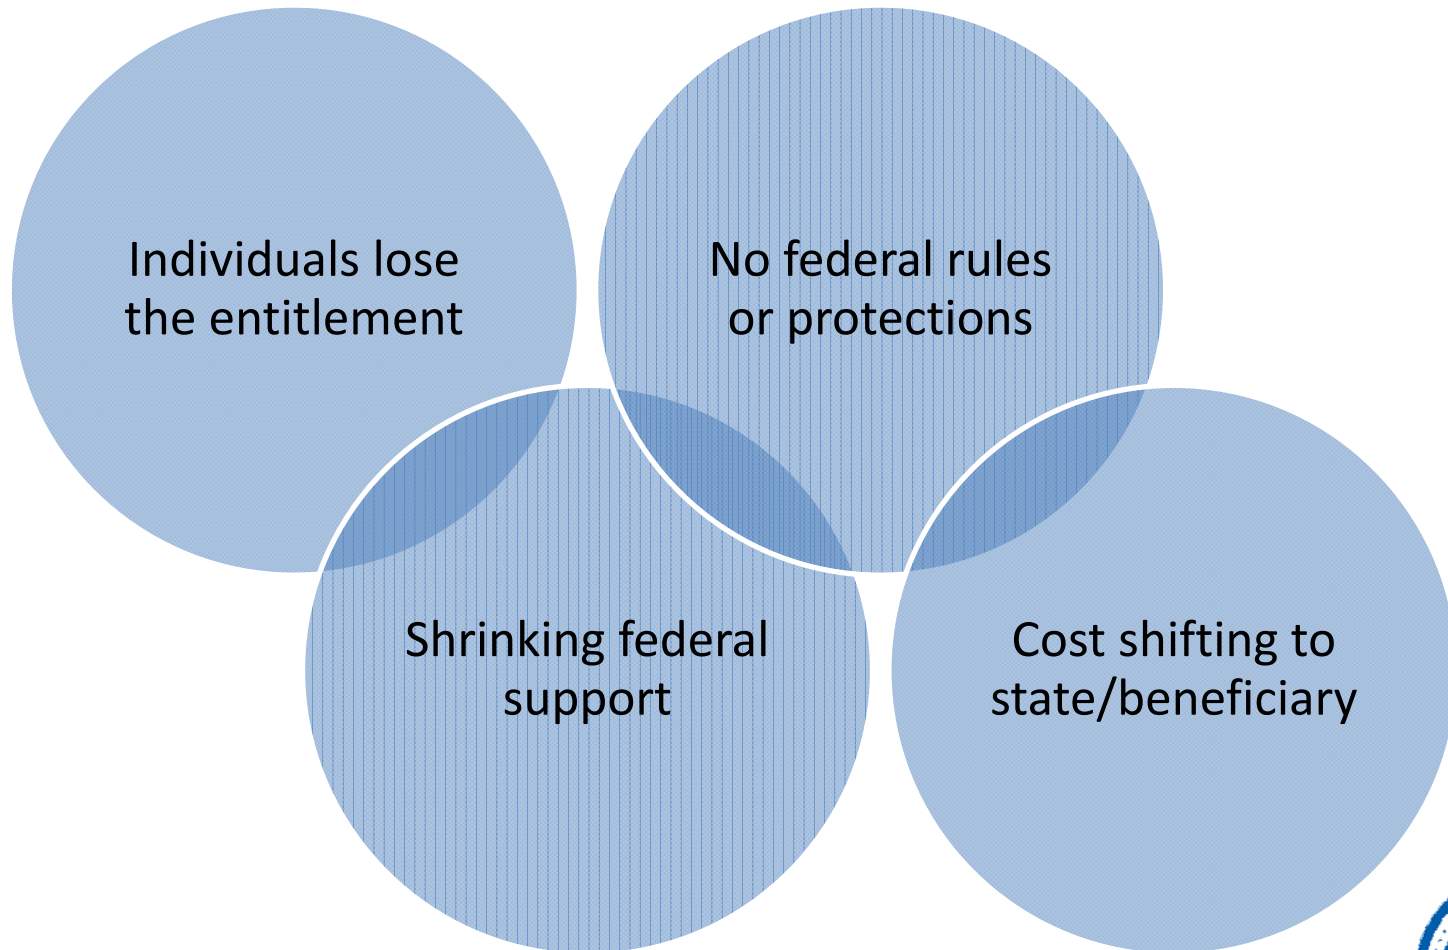 Individuals lose
the entitlement
No federal rules
or protections
Shrinking federal
support
Cost shifting to
state/beneficiary